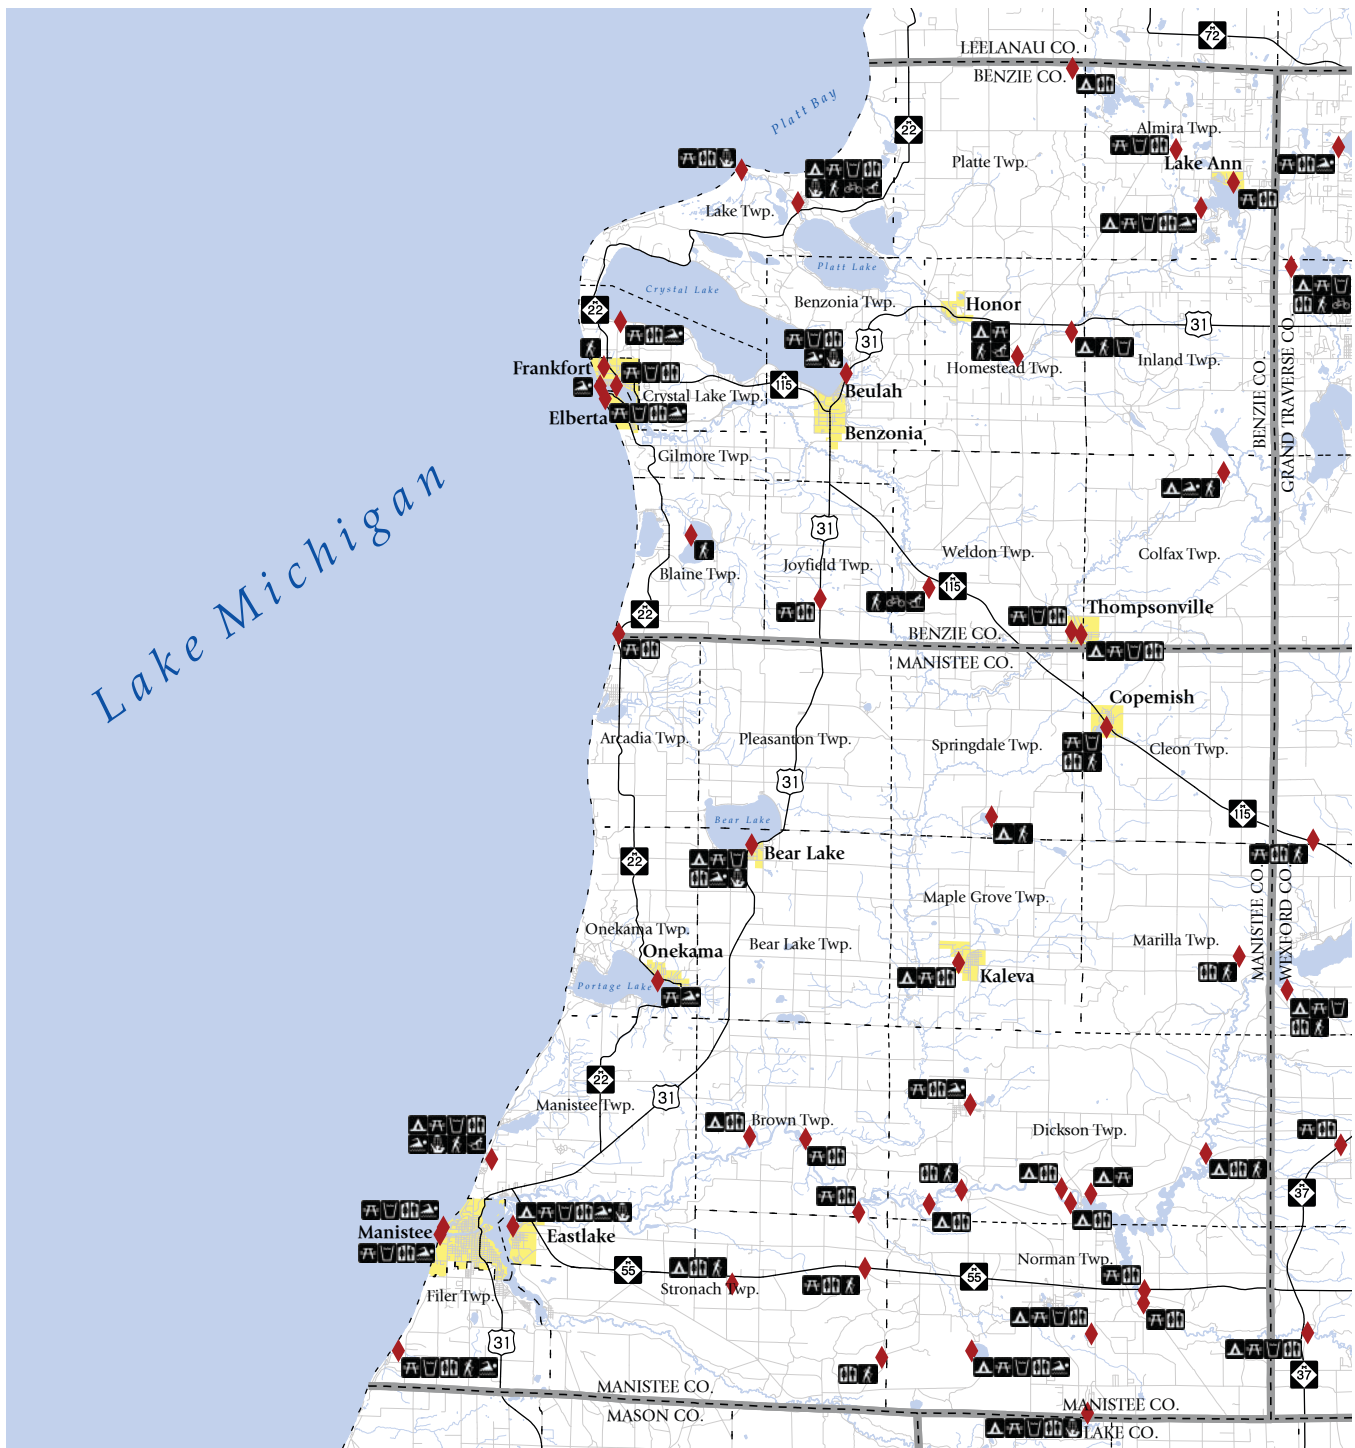 72
LEELANAU CO.
BENZIE CO.
Platt Bay
M
22
Almira Twp.
Platte Twp.
Lake Ann
Lake Twp.
Platt Lake
Crystal Lake
Benzonia Twp.
Honor
M
22
31
31
Frankfort
Homestead Twp.
Inland Twp.
M
115
Beulah
Crystal Lake Twp.
Elberta
Benzonia
BENZIE CO.
GRAND TRAVERSE CO.
Gilmore Twp.
Lake Michigan
31
Weldon Twp.
Colfax Twp.
Joyfield Twp.
Blaine Twp.
M
115
M
22
Thompsonville
BENZIE CO.
MANISTEE CO.
Copemish
Arcadia Twp.
Pleasanton Twp.
Springdale Twp.
Cleon Twp.
31
M
115
Bear Lake
Bear Lake
M
22
MANISTEE CO.
WEXFORD CO.
Maple Grove Twp.
Onekama Twp.
Bear Lake Twp.
Marilla Twp.
Onekama
Kaleva
Portage Lake
M
22
31
Manistee Twp.
Brown Twp.
Dickson Twp.
M
37
Manistee
Eastlake
Norman Twp.
M
55
M
55
Stronach Twp.
Filer Twp.
31
M
37
MANISTEE CO.
MASON CO.
MANISTEE CO.
LAKE CO.